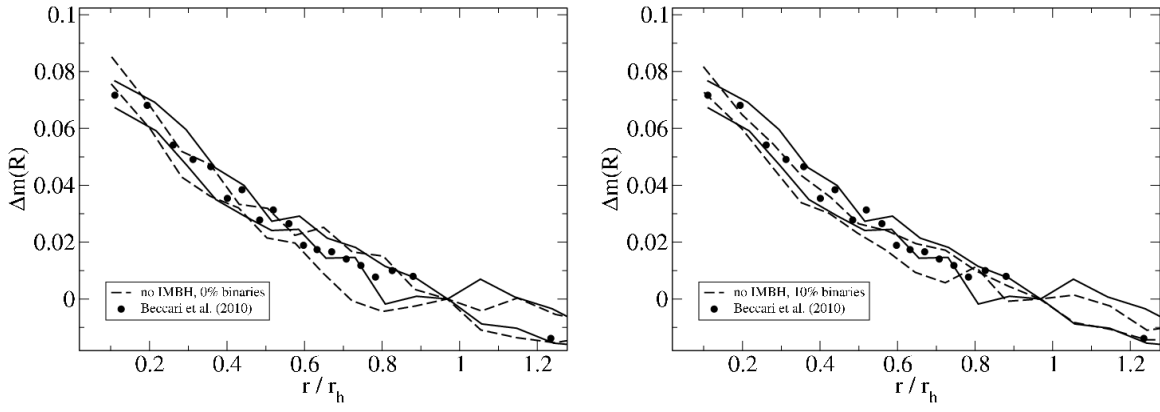 0.1
0.08
0.06
0.04
0.02
0
Δm(R)
no IMBH, 0% binaries
Beccari et al. (2010)
0.2 0.4 0.6 0.8 1 1.2
r / r_h
0.1
0.08
0.06
0.04
0.02
0
Δm(R)
no IMBH, 10% binaries
Beccari et al. (2010)
0.2 0.4 0.6 0.8 1 1.2
r / r_h